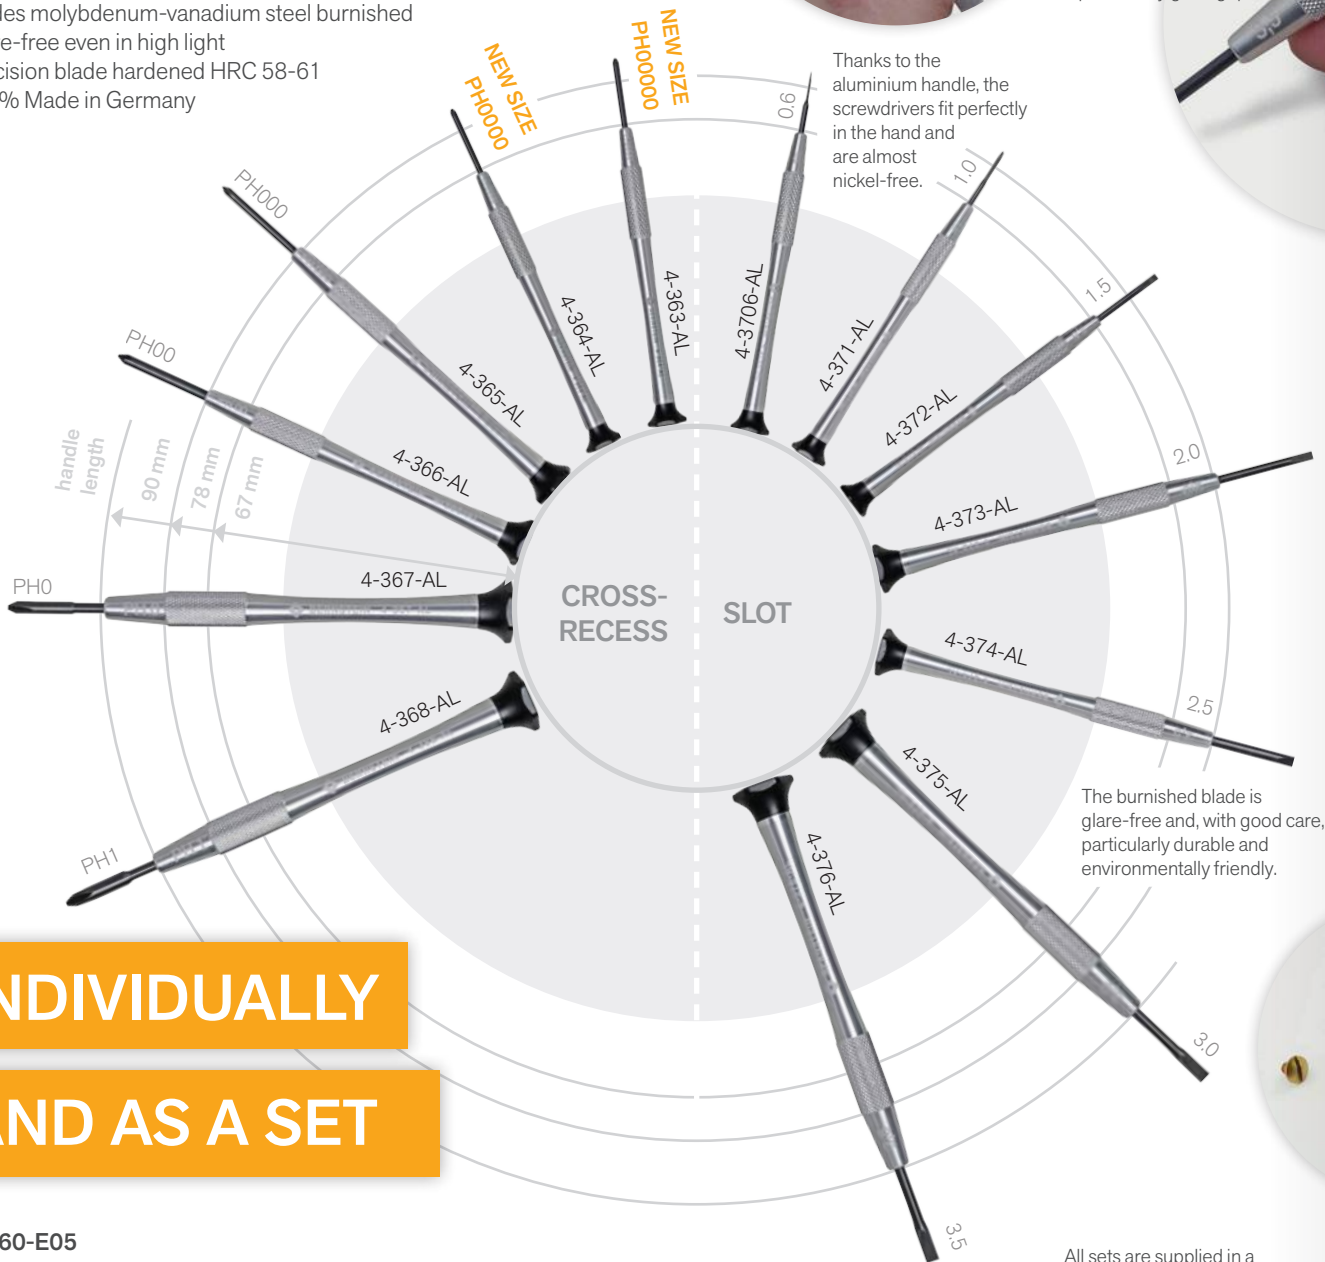 des molybdenum-vanadium steel burnished
e-free even in high light
cision blade hardened HRC 58-61
% Made in Germany
Thanks to the
aluminium handle, the
screwdrivers fit perfectly
in the hand and
are almost
nickel-free.
NEW SIZE
PH0000
NEW SIZE
PH00000
PH000
PH00
PH0
PH1
handle
length
90 mm
78 mm
67 mm
4-363-AL
4-364-AL
4-365-AL
4-366-AL
4-367-AL
4-368-AL
CROSS-
RECESS
SLOT
0.6
4-3706-AL
1.0
4-371-AL
1.5
4-372-AL
2.0
4-373-AL
2.5
4-374-AL
3.0
4-375-AL
3.5
4-376-AL
The burnished blade is
glare-free and, with good care,
particularly durable and
environmentally friendly.
NDIVIDUALLY
AND AS A SET
60-E05
All sets are supplied in a